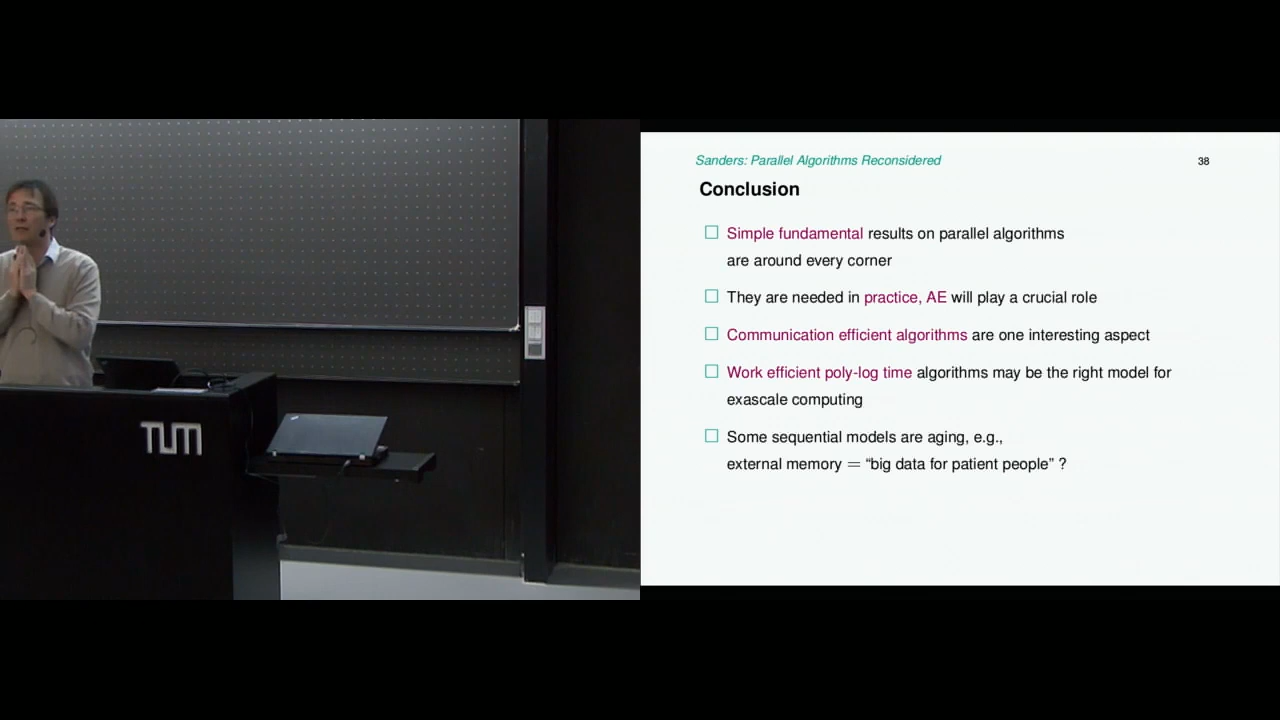 TUM
Sanders: Parallel Algorithms Reconsidered
38
Conclusion
Simple fundamental results on parallel algorithms
are around every corner
They are needed in practice, AE will play a crucial role
Communication efficient algorithms are one interesting aspect
Work efficient poly-log time algorithms may be the right model for
exascale computing
Some sequential models are aging, e.g.,
external memory = “big data for patient people” ?